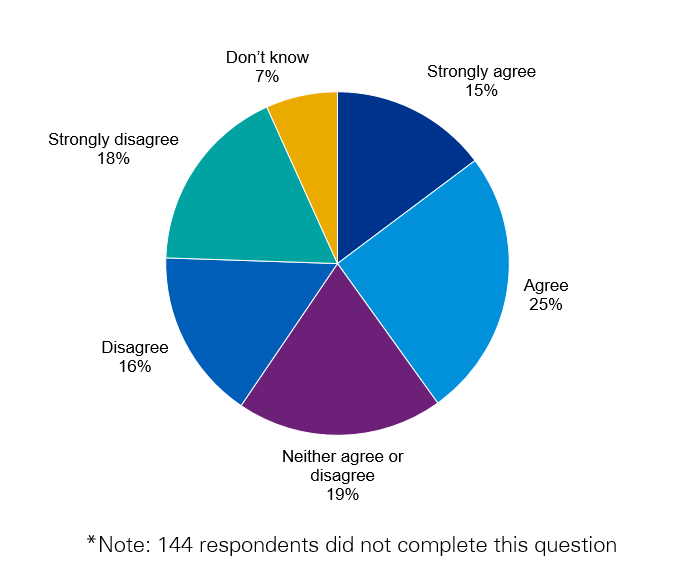 Don’t know
7%
Strongly agree
15%
Strongly disagree
18%
Agree
25%
Disagree
16%
Neither agree or
disagree
19%
*Note: 144 respondents did not complete this question